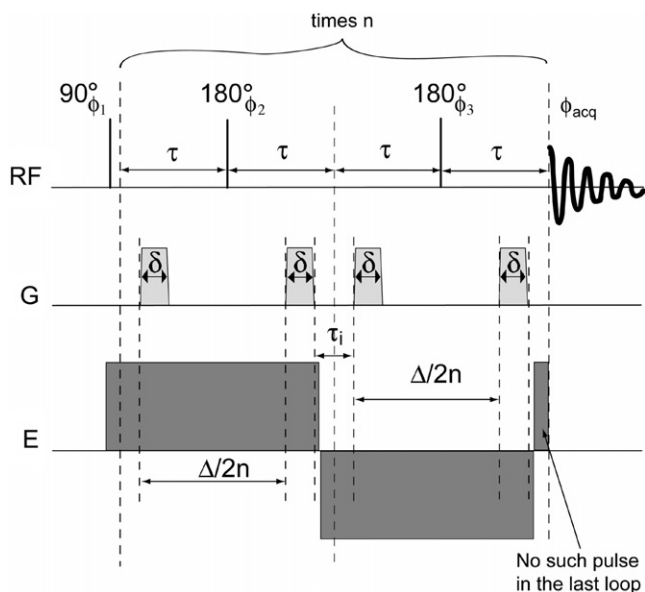 times n
90°ϕ1
180°ϕ2
180°ϕ3
ϕacq
τ τ τ τ
RF
δ δ δ δ
G
τi
Δ/2n
E
Δ/2n
No such pulse
in the last loop